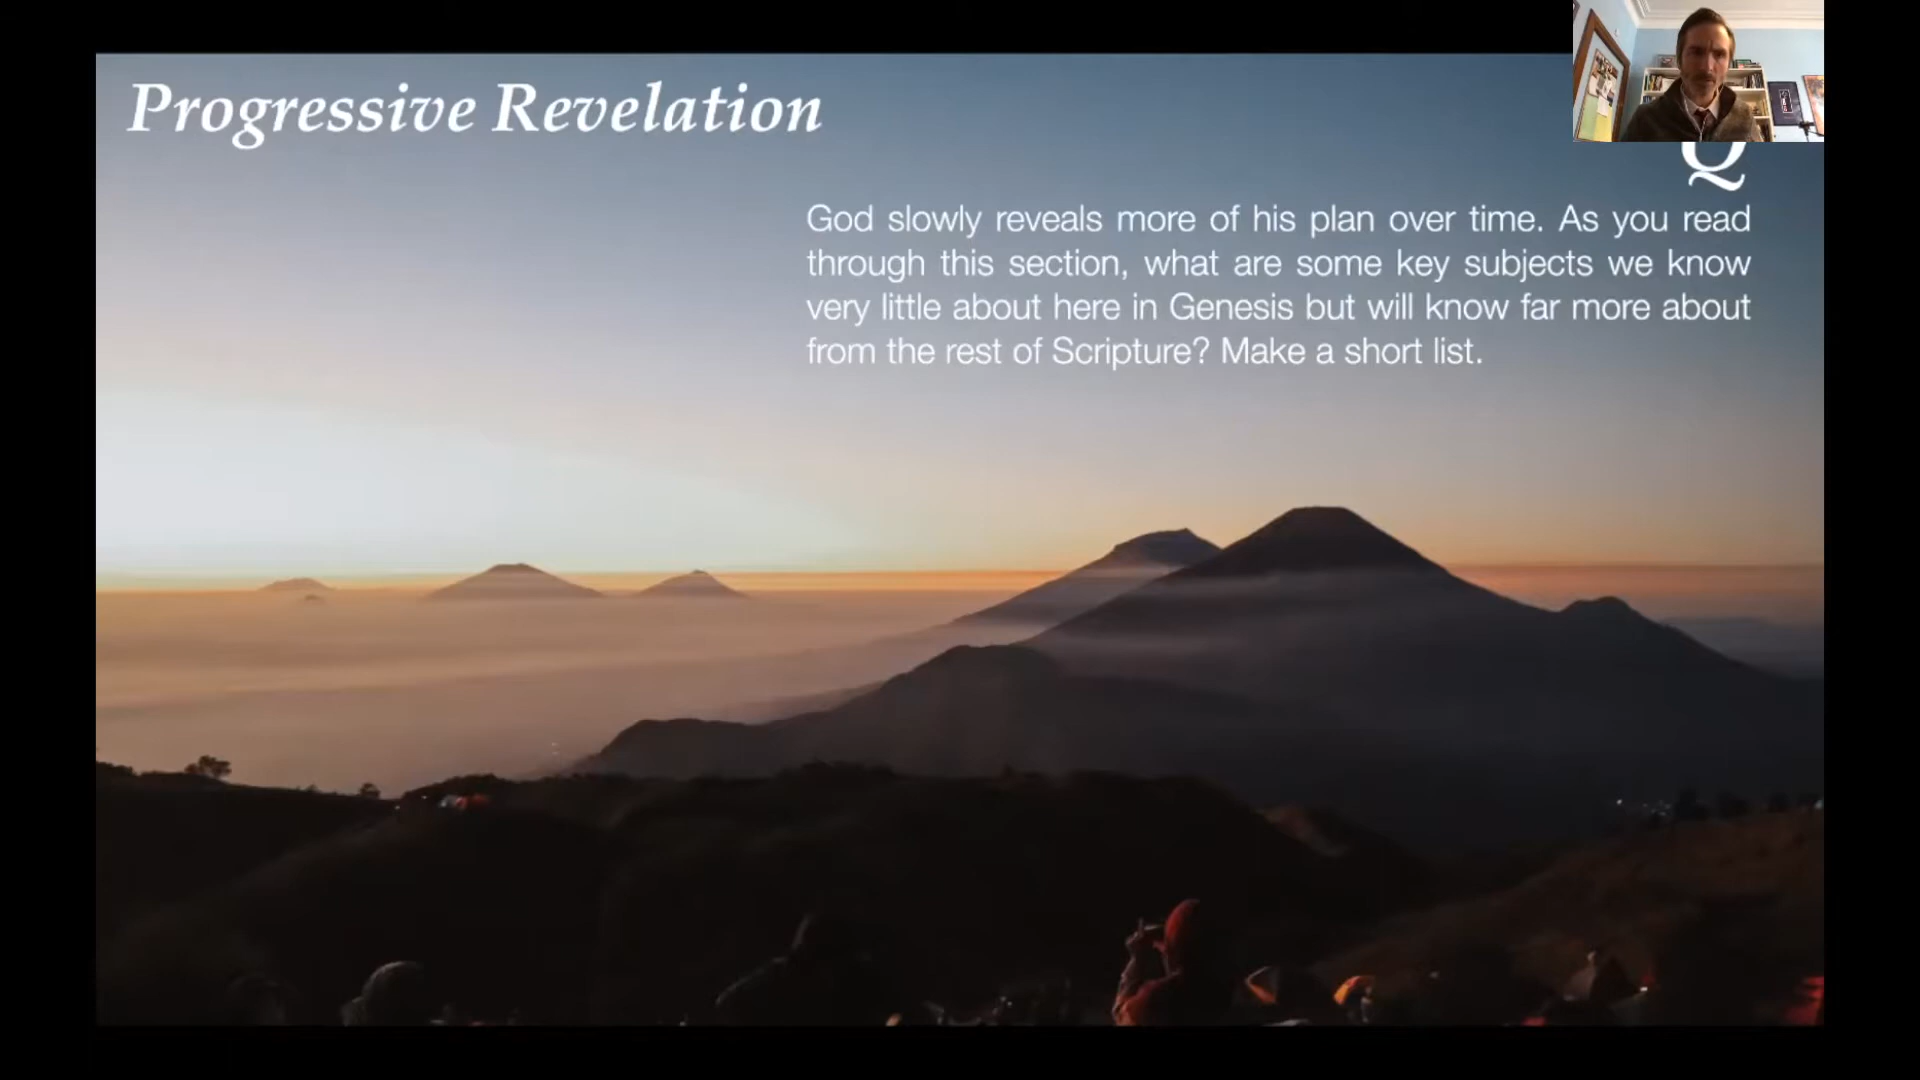 Progressive Revelation
Q
God slowly reveals more of his plan over time. As you read
through this section, what are some key subjects we know
very little about here in Genesis but will know far more about
from the rest of Scripture? Make a short list.